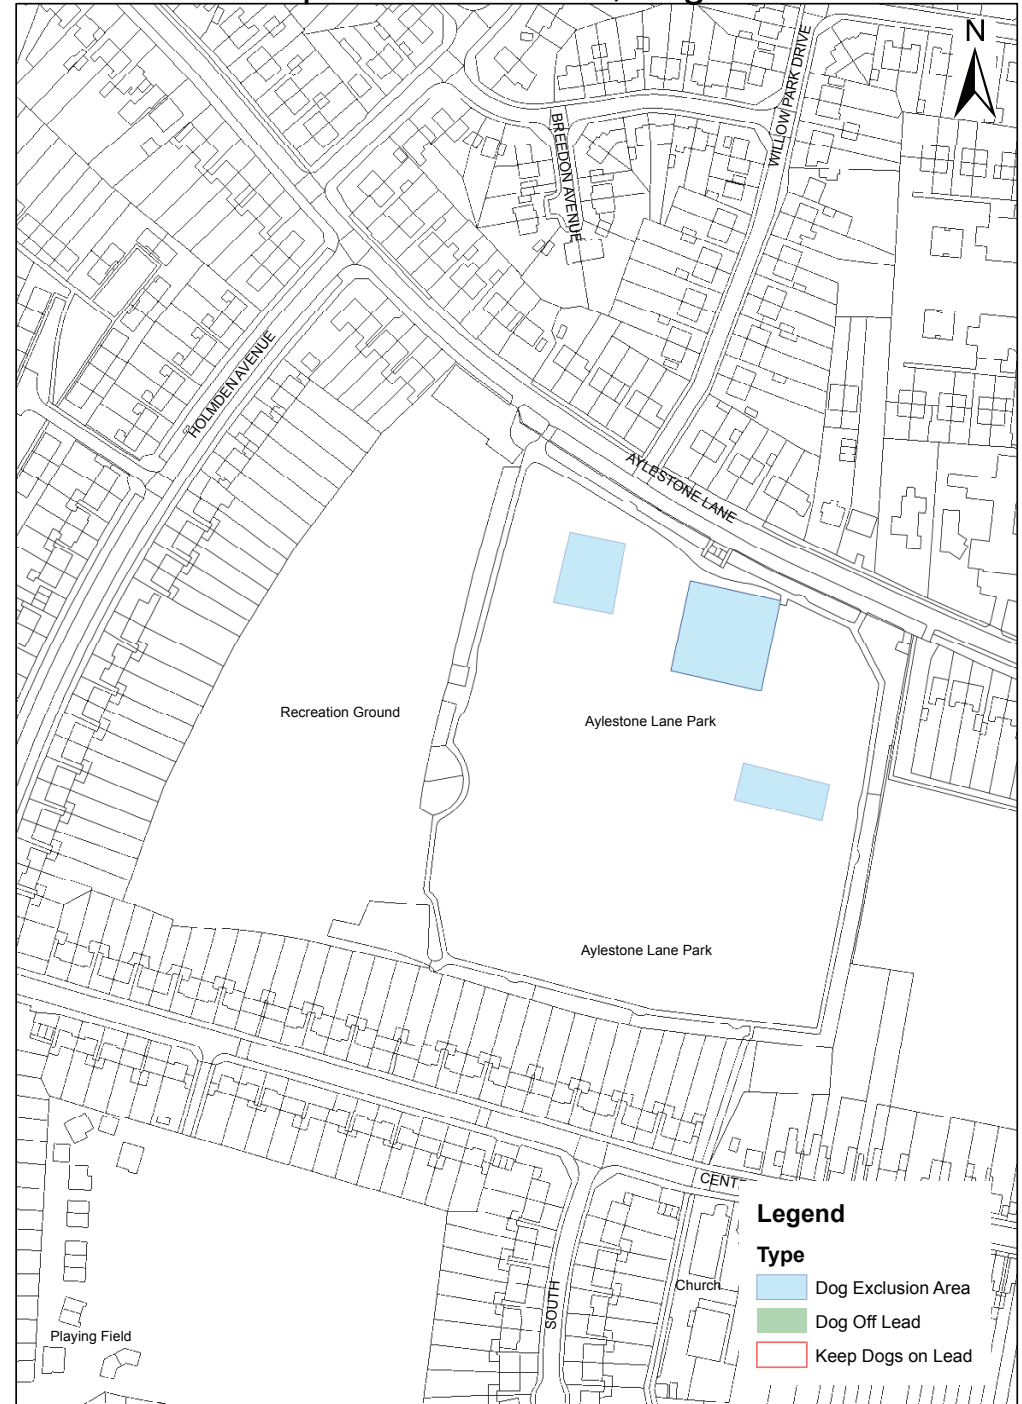 N
WILLOW PARK DRIVE
BREEDON AVENUE
HOLMDEN AVENUE
AYLESTONE LANE
Recreation Ground
Aylestone Lane Park
Aylestone Lane Park
CENT
SOUTH
Church
Playing Field
Legend
Type
Dog Exclusion Area
Dog Off Lead
Keep Dogs on Lead